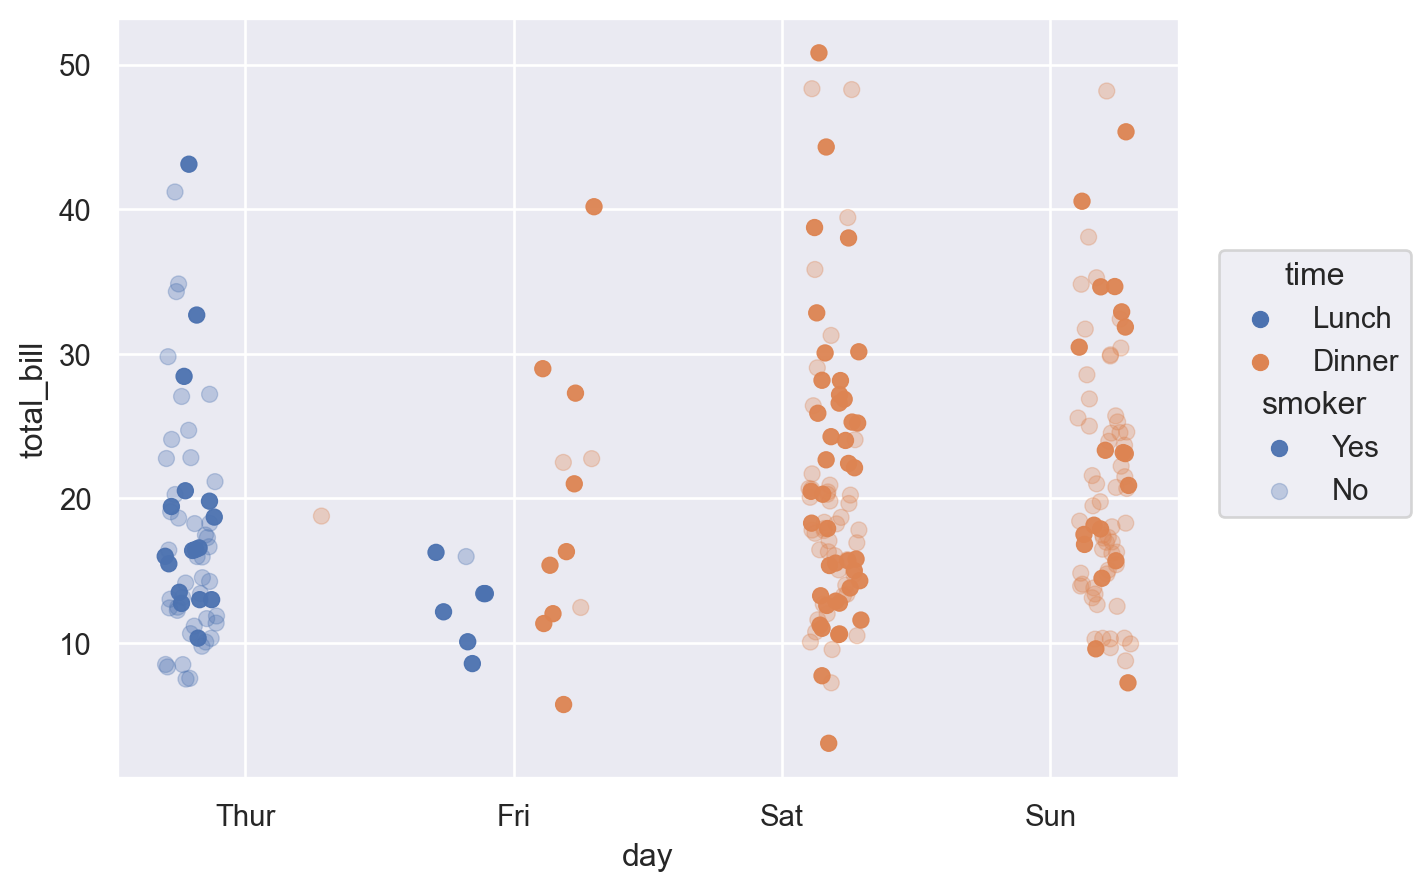 total_bill
50
40
30
20
10
Thur Fri Sat Sun
day
time
Lunch
Dinner
smoker
Yes
No